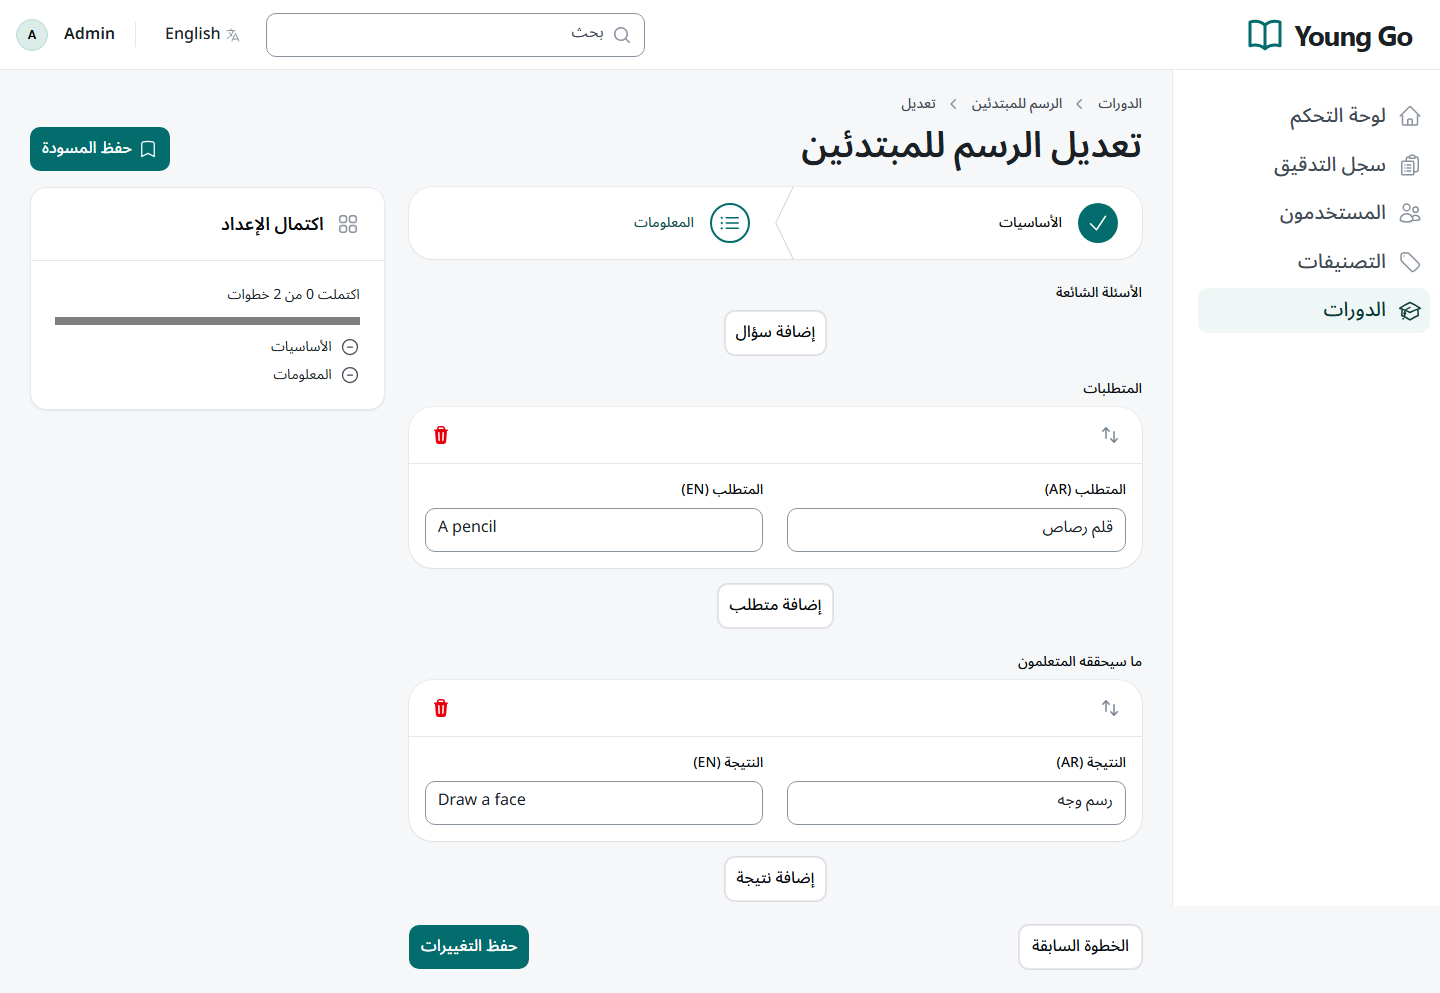 Young Go
بحث
English
Admin
A
لوحة التحكم
سجل التدقيق
المستخدمون
التصنيفات
الدورات
الدورات
الرسم للمبتدئين
تعديل
تعديل الرسم للمبتدئين
حفظ المسودة
الأساسيات
المعلومات
الأسئلة الشائعة
إضافة سؤال
المتطلبات
المتطلب (AR)
المتطلب (EN)
قلم رصاص
A pencil
إضافة متطلب
ما سيحققه المتعلمون
النتيجة (AR)
النتيجة (EN)
رسم وجه
Draw a face
إضافة نتيجة
الخطوة السابقة
حفظ التغييرات
اكتمال الإعداد
اكتملت 0 من 2 خطوات
الأساسيات
المعلومات